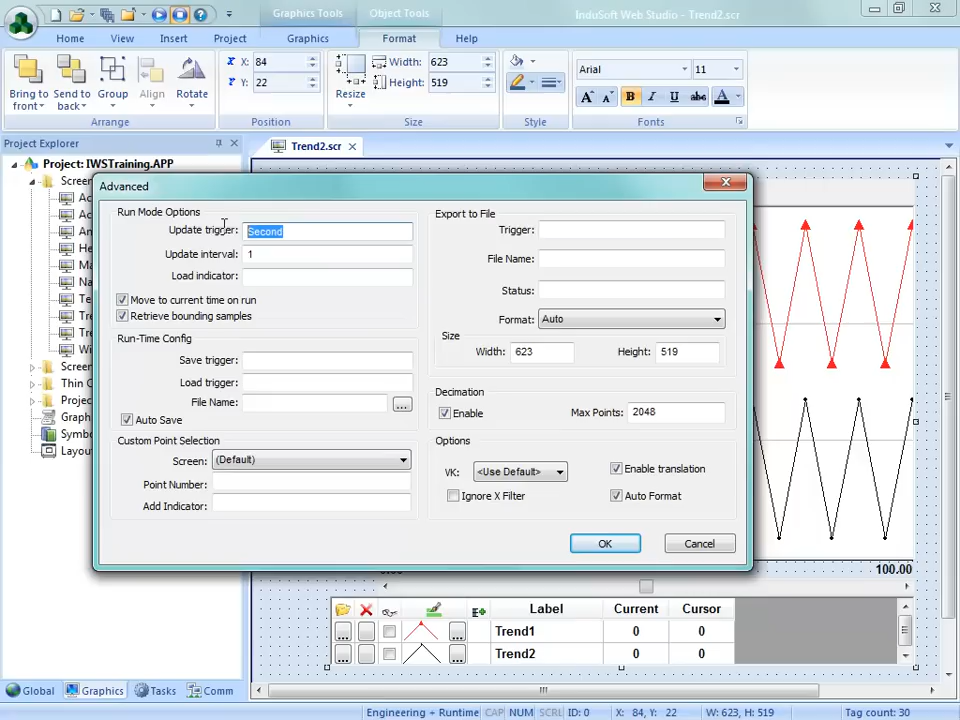 Graphics Tools
Object Tools
InduSoft Web Studio - Trend2.scr
Home
View
Insert
Project
Graphics
Format
Help
Bring to front
Send to back
Group
Align
Rotate
Arrange
X: 84
Y: 22
Position
Resize
Width: 623
Height: 519
Size
Style
Arial
11
B I U abc A
Fonts
Project Explorer
Trend2.scr
Project: IWSTraining.APP
Advanced
Run Mode Options
Update trigger: Second
Update interval: 1
Load indicator:
Move to current time on run
Retrieve bounding samples
Run-Time Config
Save trigger:
Load trigger:
File Name:
...
Auto Save
Custom Point Selection
Screen: (Default)
Point Number:
Add Indicator:
Export to File
Trigger:
File Name:
Status:
Format: Auto
Size
Width: 623
Height: 519
Decimation
Enable
Max Points: 2048
Options
VK: <Use Default>
Enable translation
Ignore X Filter
Auto Format
OK
Cancel
100.00
Label
Current
Cursor
Trend1
0
0
Trend2
0
0
Global
Graphics
Tasks
Comm
Engineering + Runtime
CAP
NUM
SCRL
ID: 0
X: 84, Y: 22
W: 623, H: 519
Tag count: 30